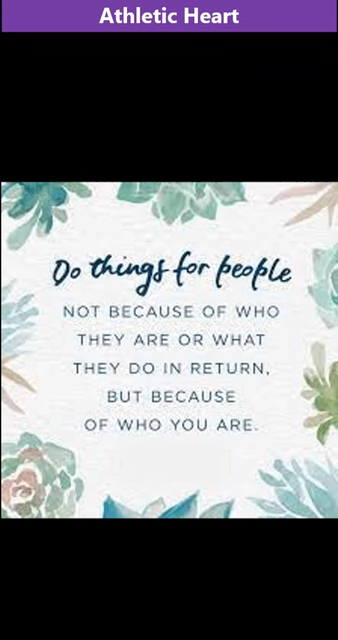 Athletic Heart
Do things for people
NOT BECAUSE OF WHO
THEY ARE OR WHAT
THEY DO IN RETURN,
BUT BECAUSE
OF WHO YOU ARE.